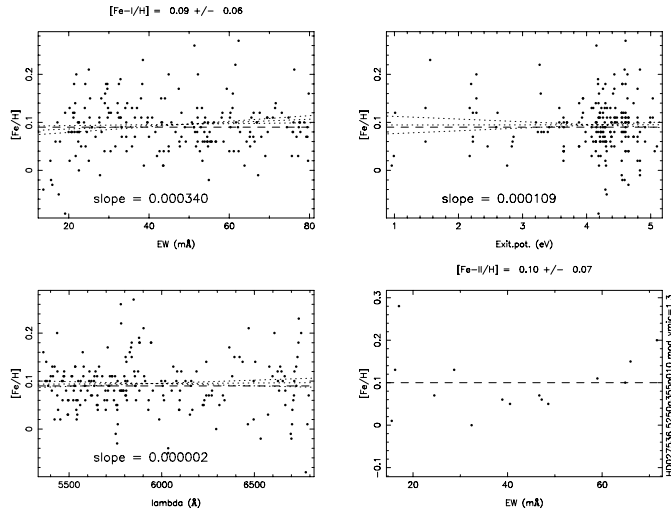 [Fe-I/H] = 0.09 +/- 0.06
[Fe/H]
0.2
0.1
0
slope = 0.000340
20 40 60 80
EW (mÅ)
[Fe/H]
0.2
0.1
0
slope = 0.000109
1 2 3 4 5
Exit.pot. (eV)
[Fe/H]
0.2
0.1
0
slope = 0.000002
5500 6000 6500
lambda (Å)
[Fe-II/H] = 0.10 +/- 0.07
[Fe/H]
0.3
0.2
0.1
0
-0.1
20 40 60
EW (mÅ)